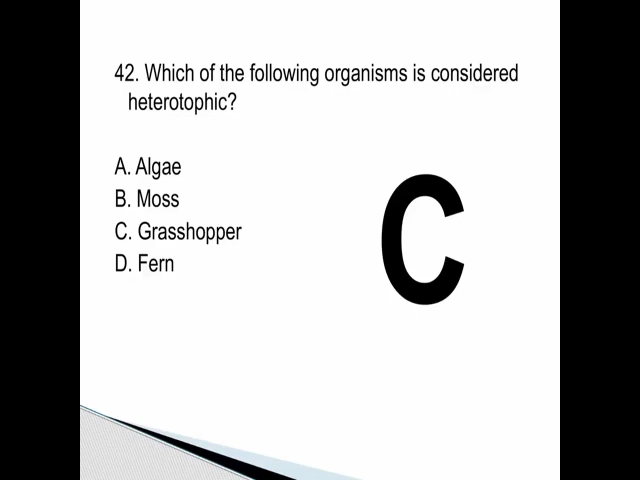 42. Which of the following organisms is considered
heterotophic?
A. Algae
B. Moss
C. Grasshopper
D. Fern
C